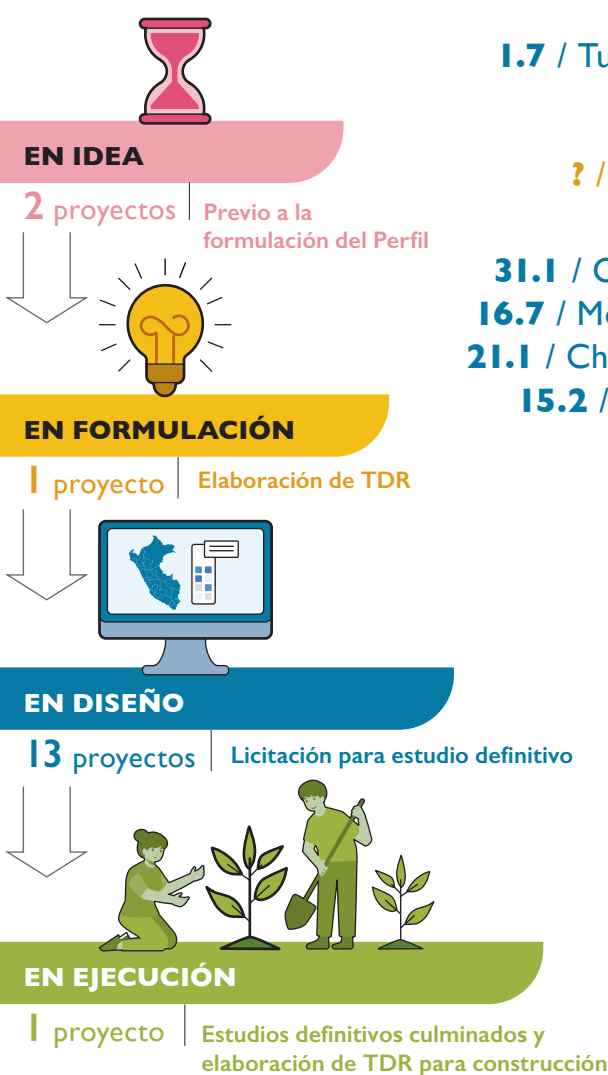 EN IDEA
2 proyectos
Previo a la
formulación del Perfil
EN FORMULACIÓN
1 proyecto
Elaboración de TDR
EN DISEÑO
13 proyectos
Licitación para estudio definitivo
EN EJECUCIÓN
1 proyecto
Estudios definitivos culminados y
elaboración de TDR para construcción
1.7 / Tu
? /
31.1 /
16.7 /
21.1 / Ch
15.2 /